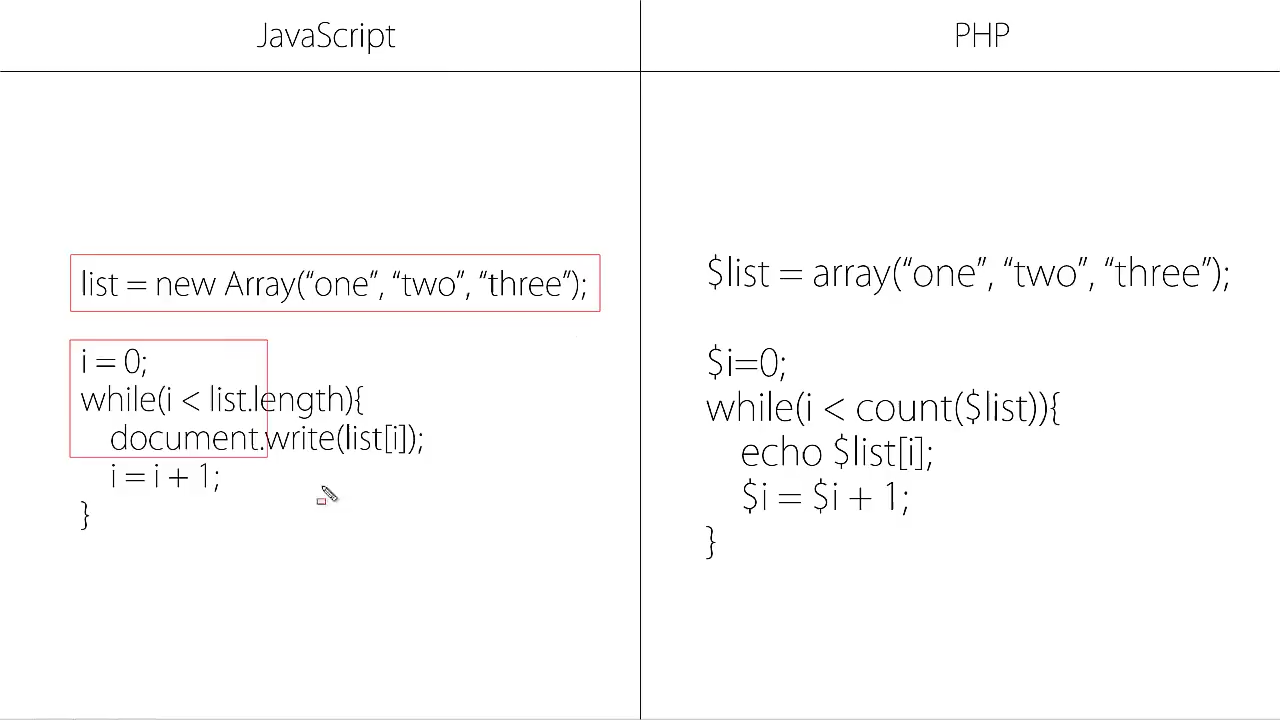 JavaScript
PHP
list = new Array(“one”, “two”, “three”);
i = 0;
while(i < list.length){
document.write(list[i]);
i = i + 1;
}
$list = array(“one”, “two”, “three”);
$i=0;
while(i < count($list)){
echo $list[i];
$i = $i + 1;
}